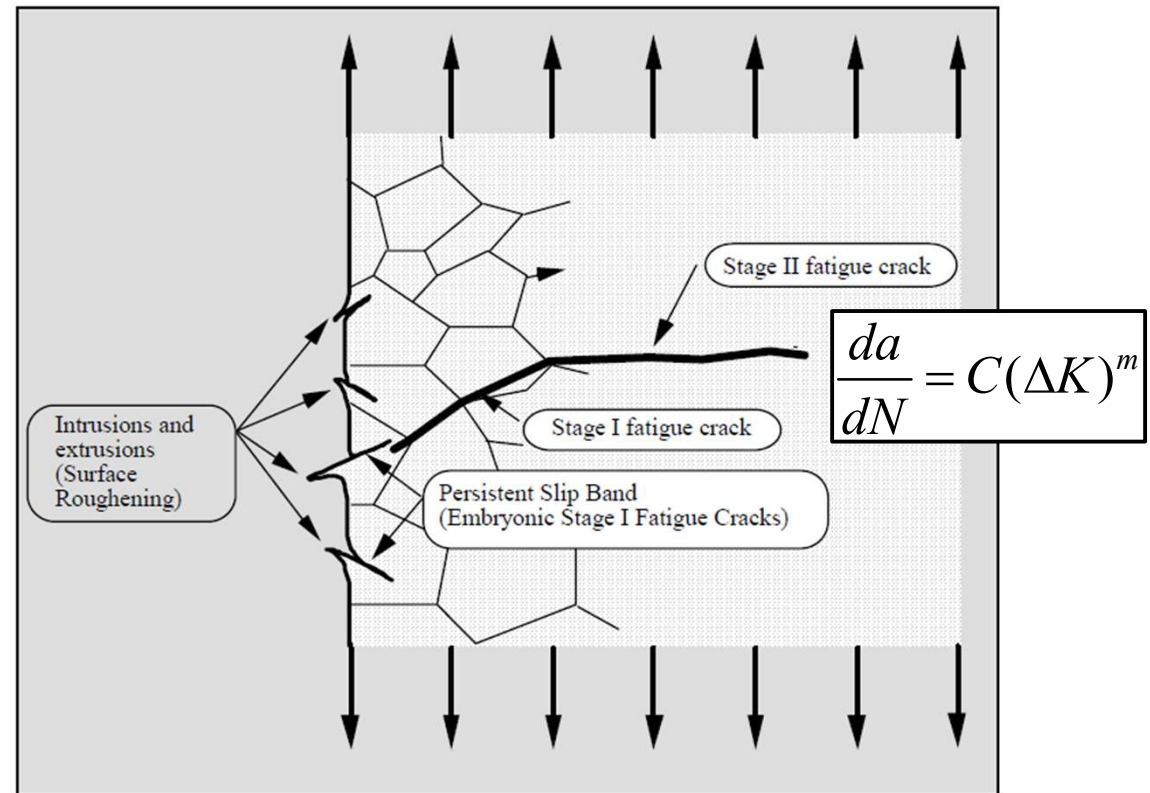 Stage II fatigue crack
da/dN = C(ΔK)^m
Intrusions and
extrusions
(Surface
Roughening)
Stage I fatigue crack
Persistent Slip Band
(Embryonic Stage I Fatigue Cracks)